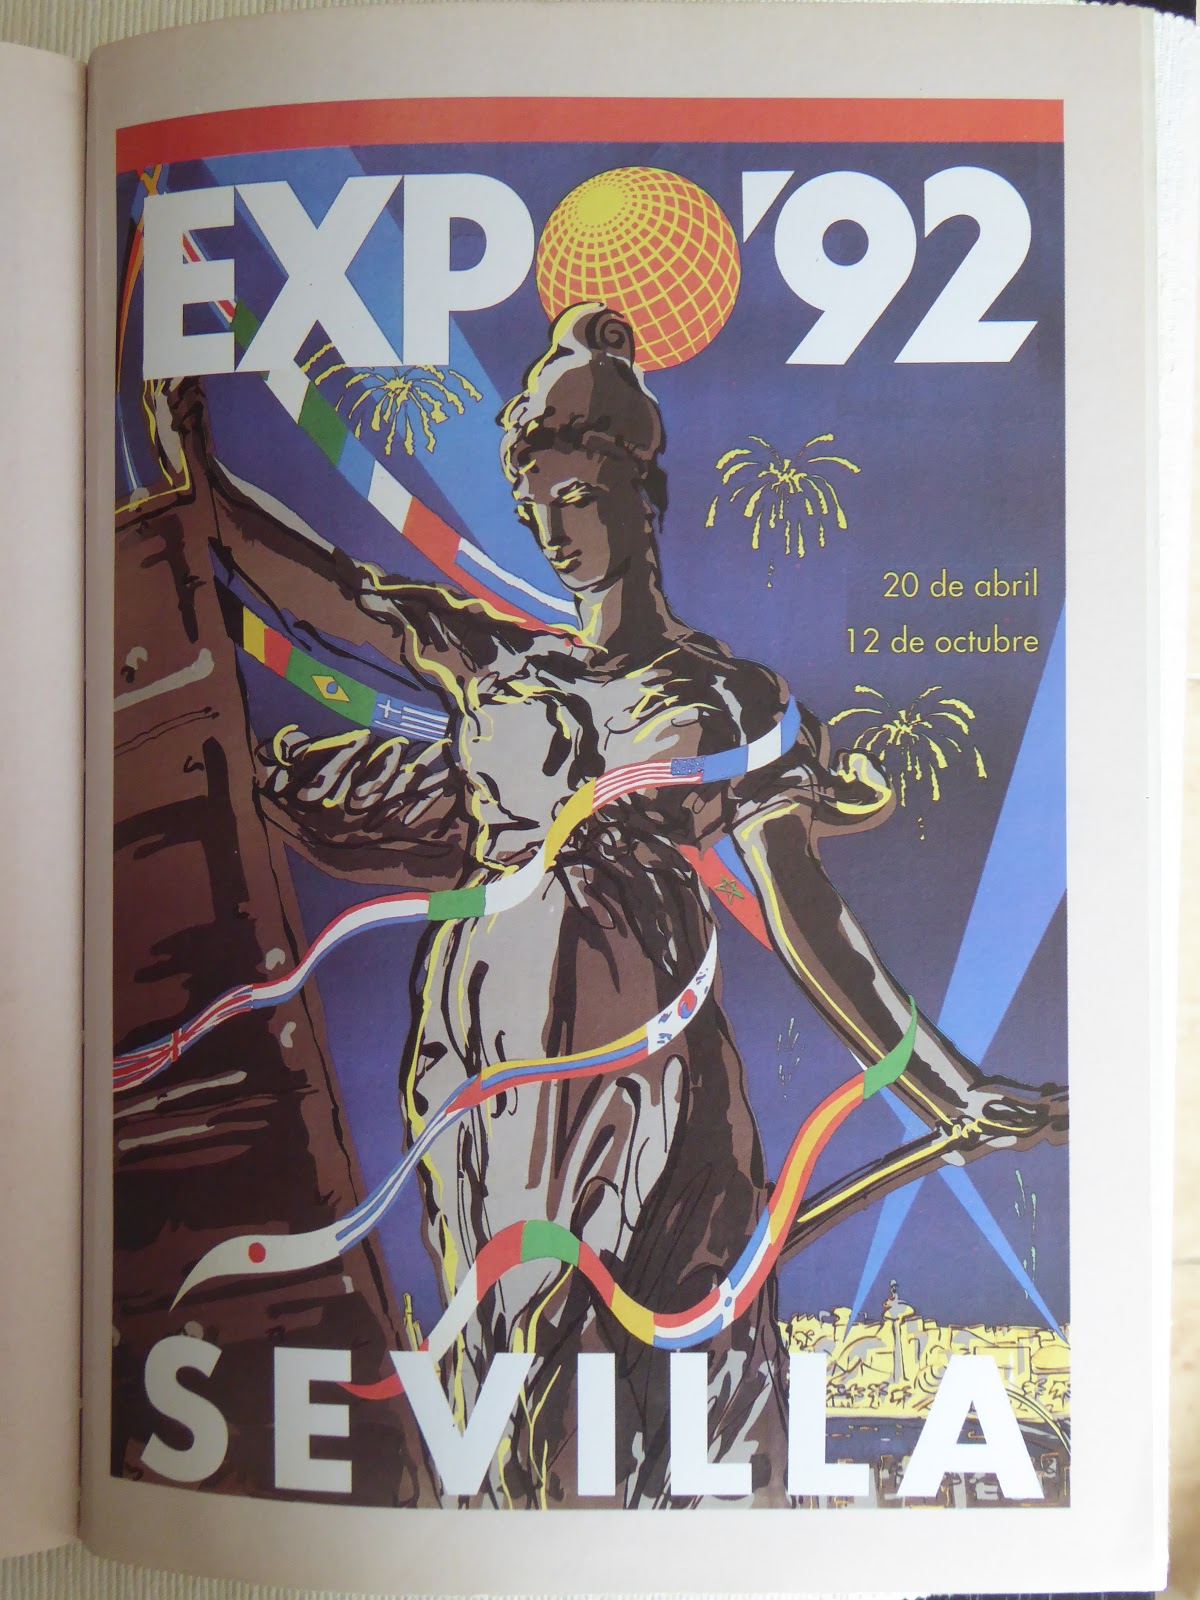 EXPO '92
20 de abril
12 de octubre
SEVILLA